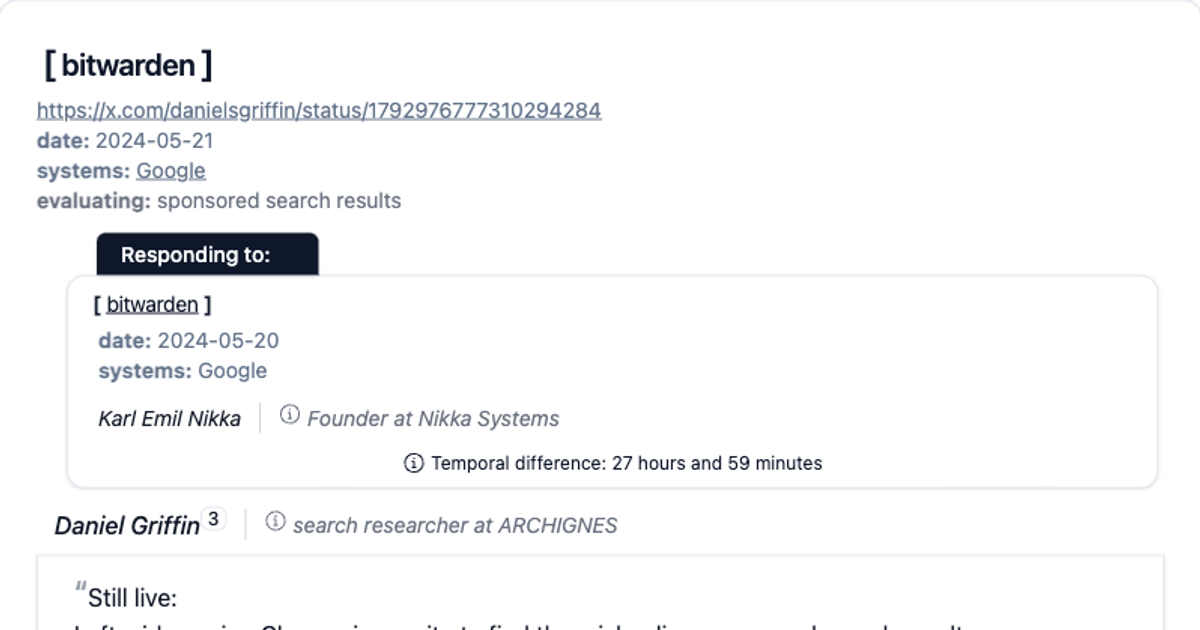 [ bitwarden ]
https://x.com/danielsgriffin/status/1792976777310294284
date: 2024-05-21
systems: Google
evaluating: sponsored search results
Responding to:
[ bitwarden ]
date: 2024-05-20
systems: Google
Karl Emil Nikka | Founder at Nikka Systems
Temporal difference: 27 hours and 59 minutes
Daniel Griffin 3 | search researcher at ARCHIGNES
“Still live: